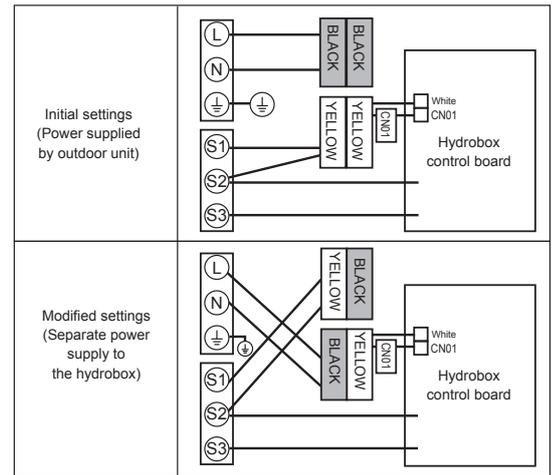 Initial settings
(Power supplied
by outdoor unit)
L
N
S1
S2
S3
BLACK
BLACK
YELLOW
YELLOW
CN01
White
CN01
Hydrobox
control board
Modified settings
(Separate power
supply to
the hydrobox)
L
N
S1
S2
S3
YELLOW
BLACK
BLACK
YELLOW
CN01
White
CN01
Hydrobox
control board